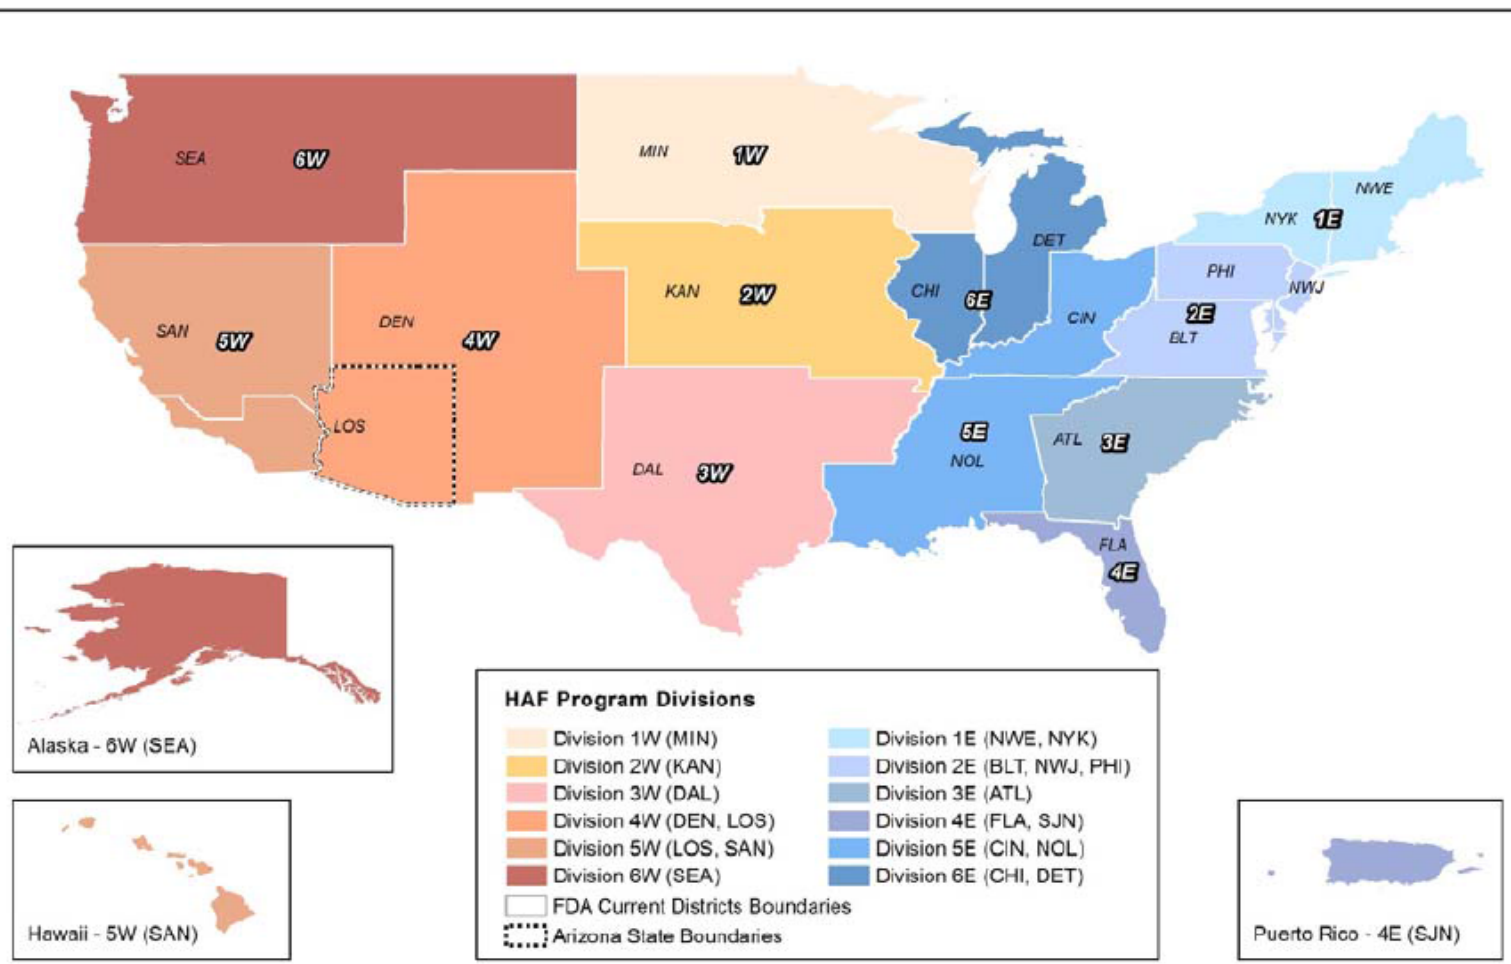 SEA 6W
MIN 1W
NWE
NYK 1E
DET
PHI
KAN 2W
CHI 6E
NWJ
2E
CIN
DEN
SAN 5W
4W
BLT
LOS
5E
ATL 3E
NOL
DAL 3W
FLA
4E
Alaska - 6W (SEA)
Hawaii - 5W (SAN)
HAF Program Divisions
Division 1W (MIN)
Division 2W (KAN)
Division 3W (DAL)
Division 4W (DEN, LOS)
Division 5W (LOS, SAN)
Division 6W (SEA)
Division 1E (NWE, NYK)
Division 2E (BLT, NWJ, PHI)
Division 3E (ATL)
Division 4E (FLA, SJN)
Division 5E (CIN, NOL)
Division 6E (CHI, DET)
FDA Current Districts Boundaries
Arizona State Boundaries
Puerto Rico - 4E (SJN)